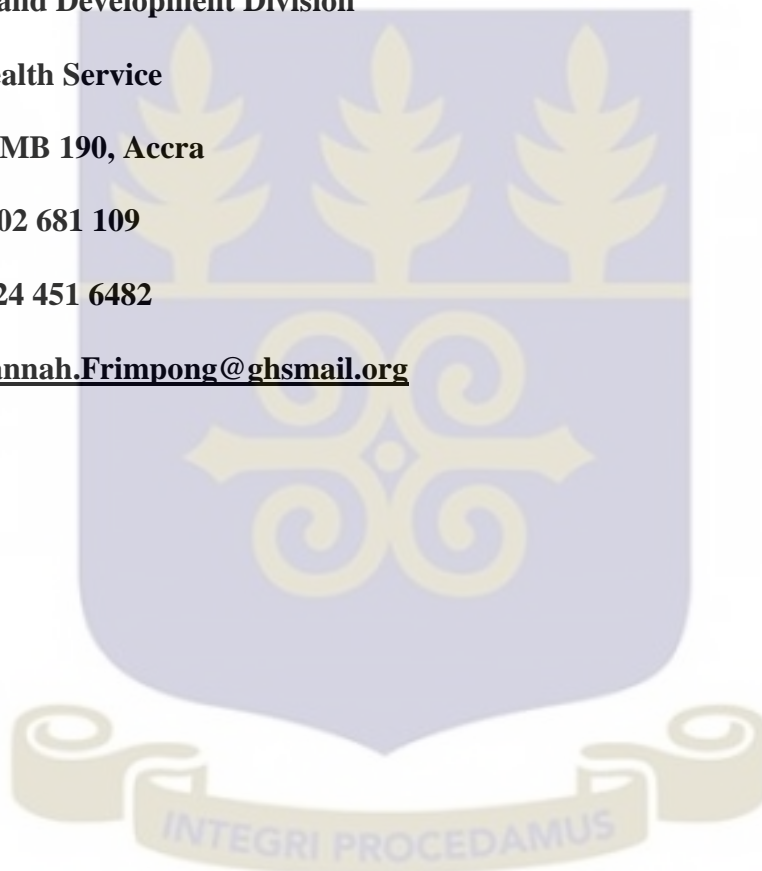 and Development Division
ealth Service
MB 190, Accra
02 681 109
24 451 6482
annah.Frimpong@ghsmail.org
INTEGRI PROCEDAMUS